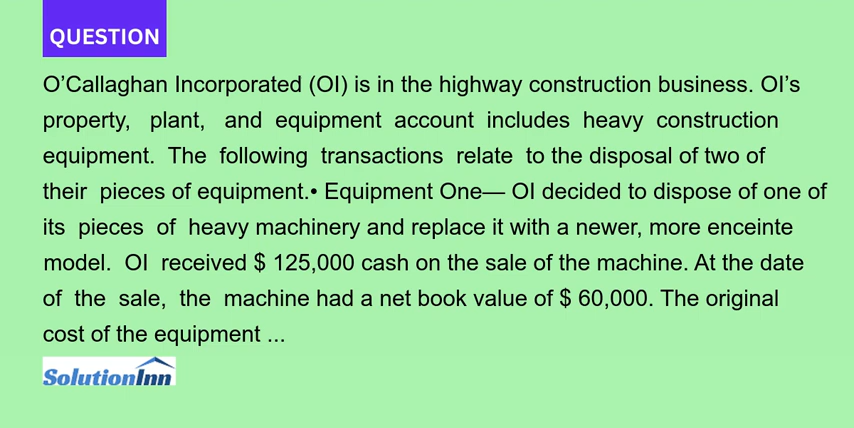 QUESTION
O’Callaghan Incorporated (OI) is in the highway construction business. OI’s
property, plant, and equipment account includes heavy construction
equipment. The following transactions relate to the disposal of two of
their pieces of equipment.• Equipment One— OI decided to dispose of one of
its pieces of heavy machinery and replace it with a newer, more enceinte
model. OI received $ 125,000 cash on the sale of the machine. At the date
of the sale, the machine had a net book value of $ 60,000. The original
cost of the equipment ...
SolutionInn